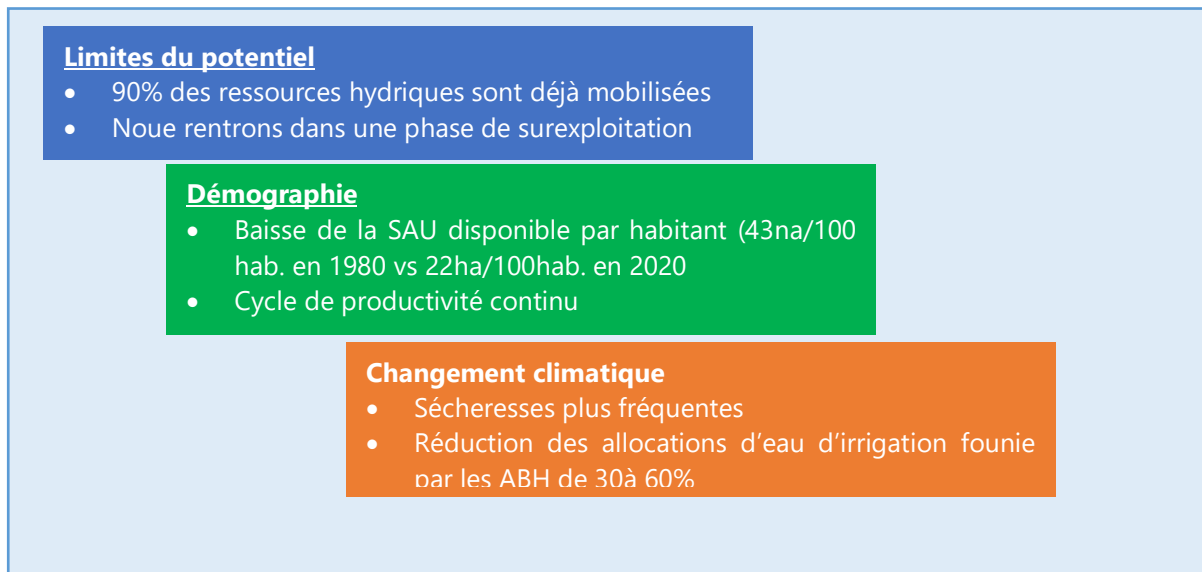 Limites du potentiel
• 90% des ressources hydriques sont déjà mobilisées
• Noue rentrons dans une phase de surexploitation
Démographie
• Baisse de la SAU disponible par habitant (43na/100
hab. en 1980 vs 22ha/100hab. en 2020
• Cycle de productivité continu
Changement climatique
• Sécheresses plus fréquentes
• Réduction des allocations d’eau d’irrigation founie
par les ABH de 30à 60%